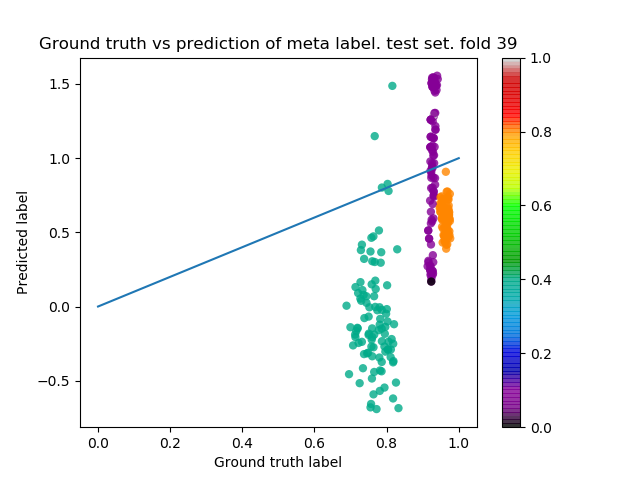 Ground truth vs prediction of meta label. test set. fold 39
1.5
1.0
0.5
0.0
−0.5
Predicted label
0.0 0.2 0.4 0.6 0.8 1.0
Ground truth label
1.0
0.8
0.6
0.4
0.2
0.0